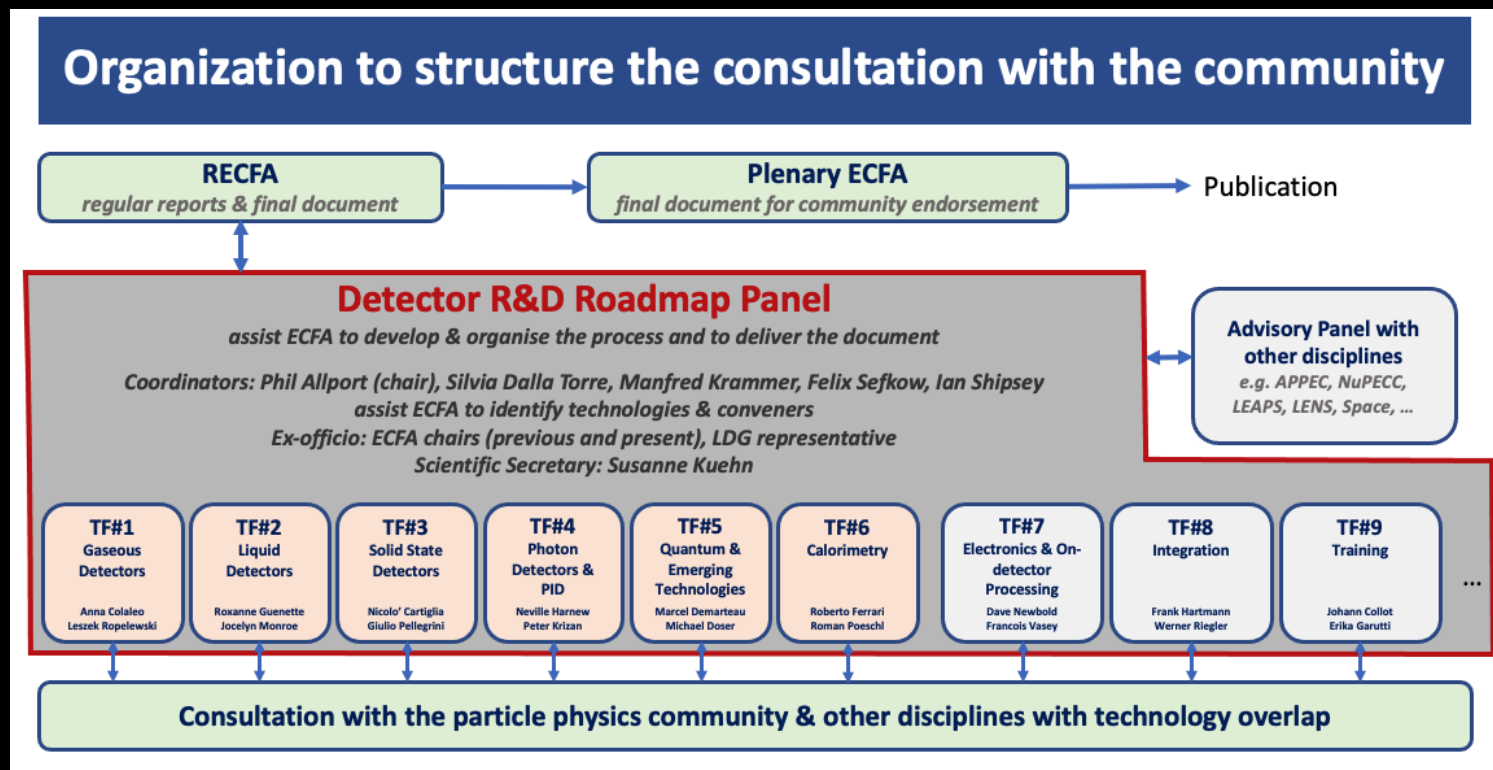 Organization to structure the consultation with the community
RECFA
regular reports & final document
Plenary ECFA
final document for community endorsement
Publication
Detector R&D Roadmap Panel
assist ECFA to develop & organise the process and to deliver the document
Coordinators: Phil Allport (chair), Silvia Dalla Torre, Manfred Krammer, Felix Sefkow, Ian Shipsey
assist ECFA to identify technologies & conveners
Ex-officio: ECFA chairs (previous and present), LDG representative
Scientific Secretary: Susanne Kuehn
Advisory Panel with
other disciplines
e.g. APPEC, NuPECC,
LEAPS, LENS, Space, ...
TF#1
Gaseous
Detectors
Anna Colaleo
Leszek Ropelewski
TF#2
Liquid
Detectors
Roxanne Guenette
Jocelyn Monroe
TF#3
Solid State
Detectors
Nicolo' Cartiglia
Giulio Pellegrini
TF#4
Photon
Detectors &
PID
Neville Harnew
Peter Krizan
TF#5
Quantum &
Emerging
Technologies
Marcel Demarteau
Michael Doser
TF#6
Calorimetry
Roberto Ferrari
Roman Poeschl
TF#7
Electronics & On-
detector
Processing
Dave Newbold
Francois Vasey
TF#8
Integration
Frank Hartmann
Werner Riegler
TF#9
Training
Johann Collot
Erika Garutti
...
Consultation with the particle physics community & other disciplines with technology overlap